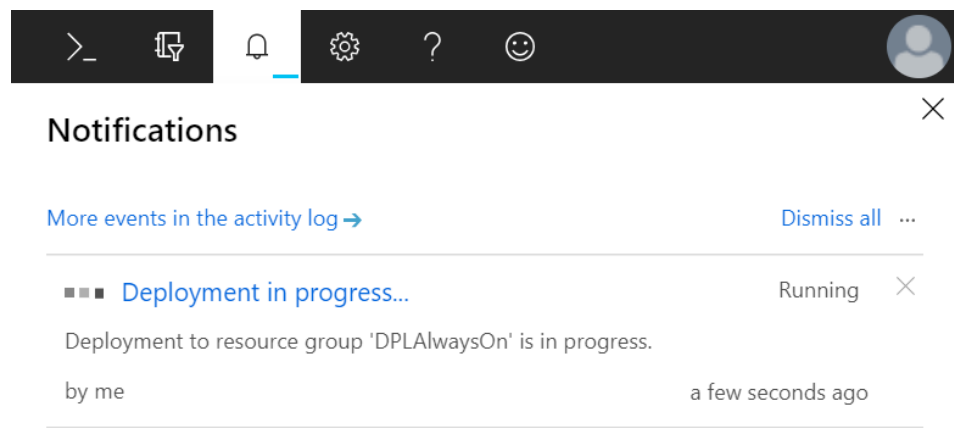 Notifications
More events in the activity log →
Dismiss all ...
Deployment in progress...
Running
Deployment to resource group 'DPLAlwaysOn' is in progress.
by me
a few seconds ago